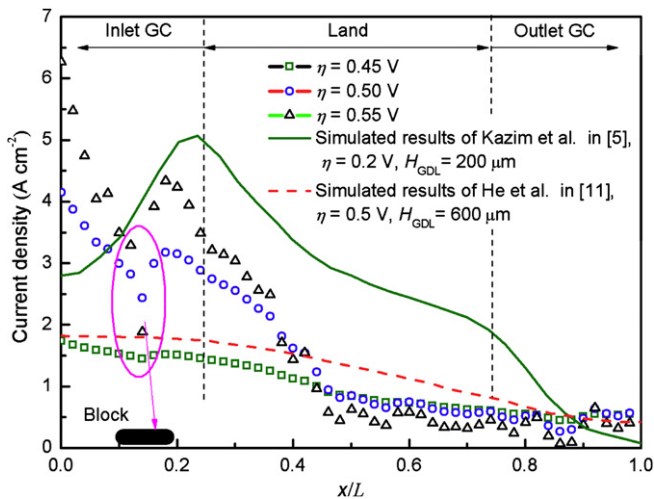 7
6
5
4
3
2
1
0
Current density (A cm⁻²)
Inlet GC
Land
Outlet GC
η = 0.45 V
η = 0.50 V
η = 0.55 V
Simulated results of Kazim et al. in [5],
η = 0.2 V, H_GDL = 200 μm
Simulated results of He et al. in [11],
η = 0.5 V, H_GDL = 600 μm
Block
0.0 0.2 0.4 0.6 0.8 1.0
x/L